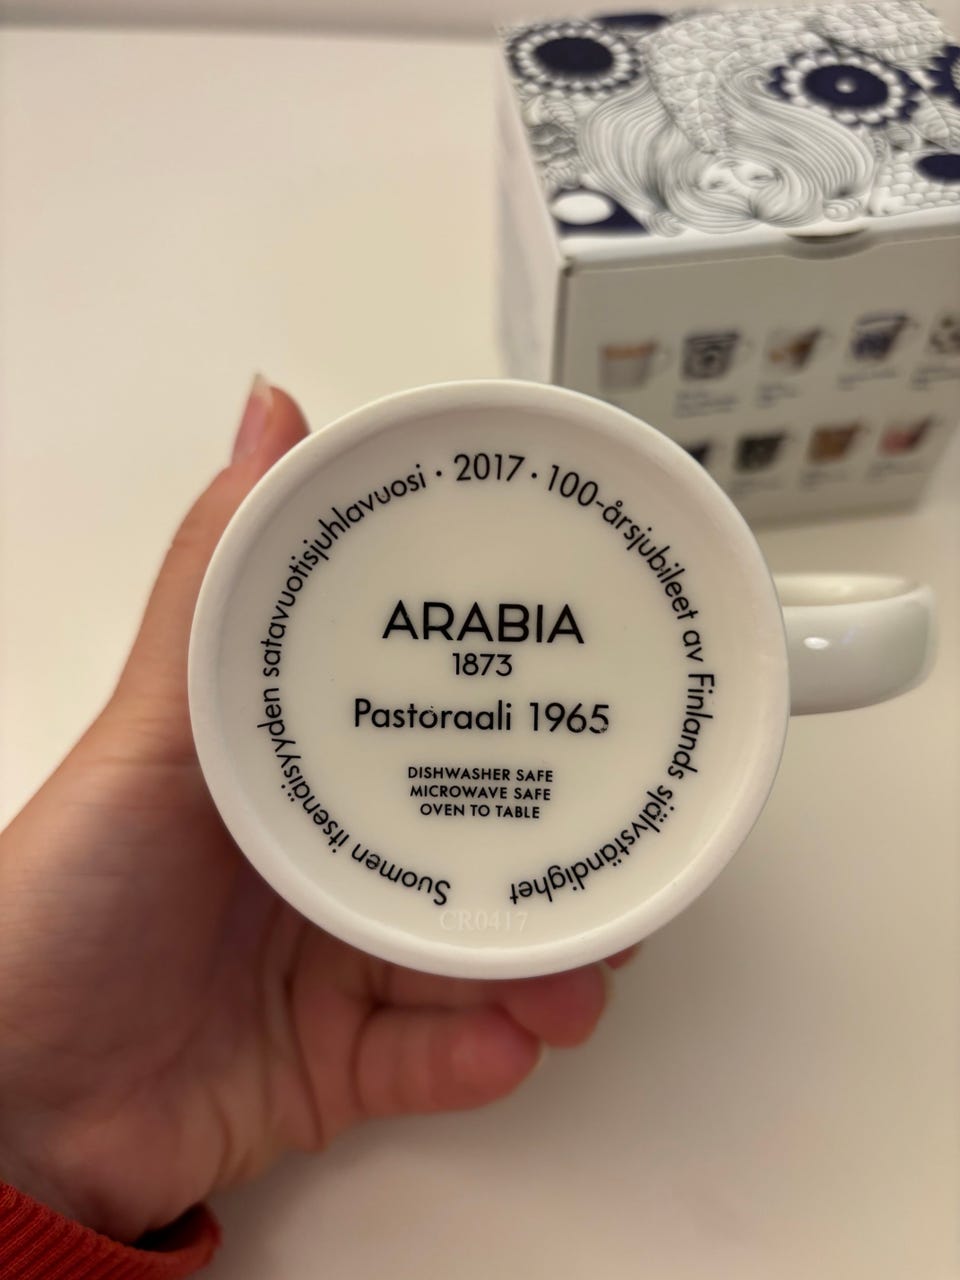 Suomen itsenäisyyden satavuotisjuhlavuosi · 2017 · 100-årsjubileet av Finlands självständighet
ARABIA
1873
Pastoraali 1965
DISHWASHER SAFE
MICROWAVE SAFE
OVEN TO TABLE
CR0417